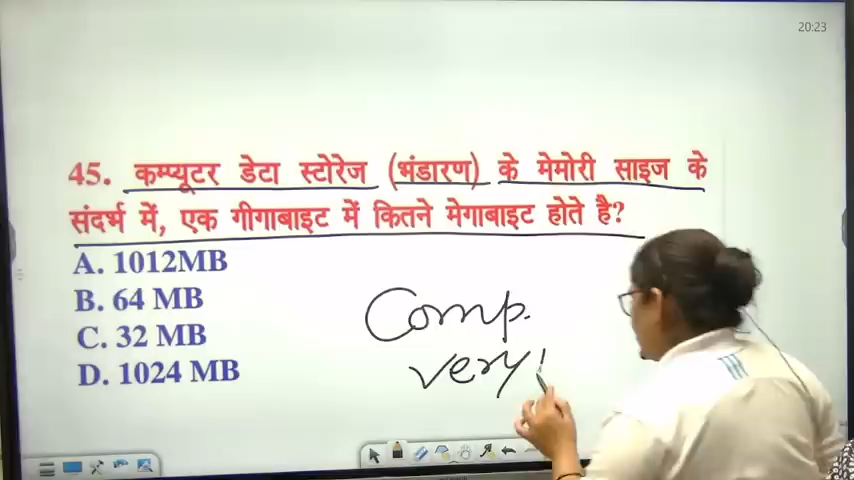 20:23
45. कम्प्यूटर डेटा स्टोरेज (भंडारण) के मेमोरी साइज के
संदर्भ में, एक गीगाबाइट में कितने मेगाबाइट होते है?
A. 1012MB
B. 64 MB
C. 32 MB
D. 1024 MB
Comp.
very